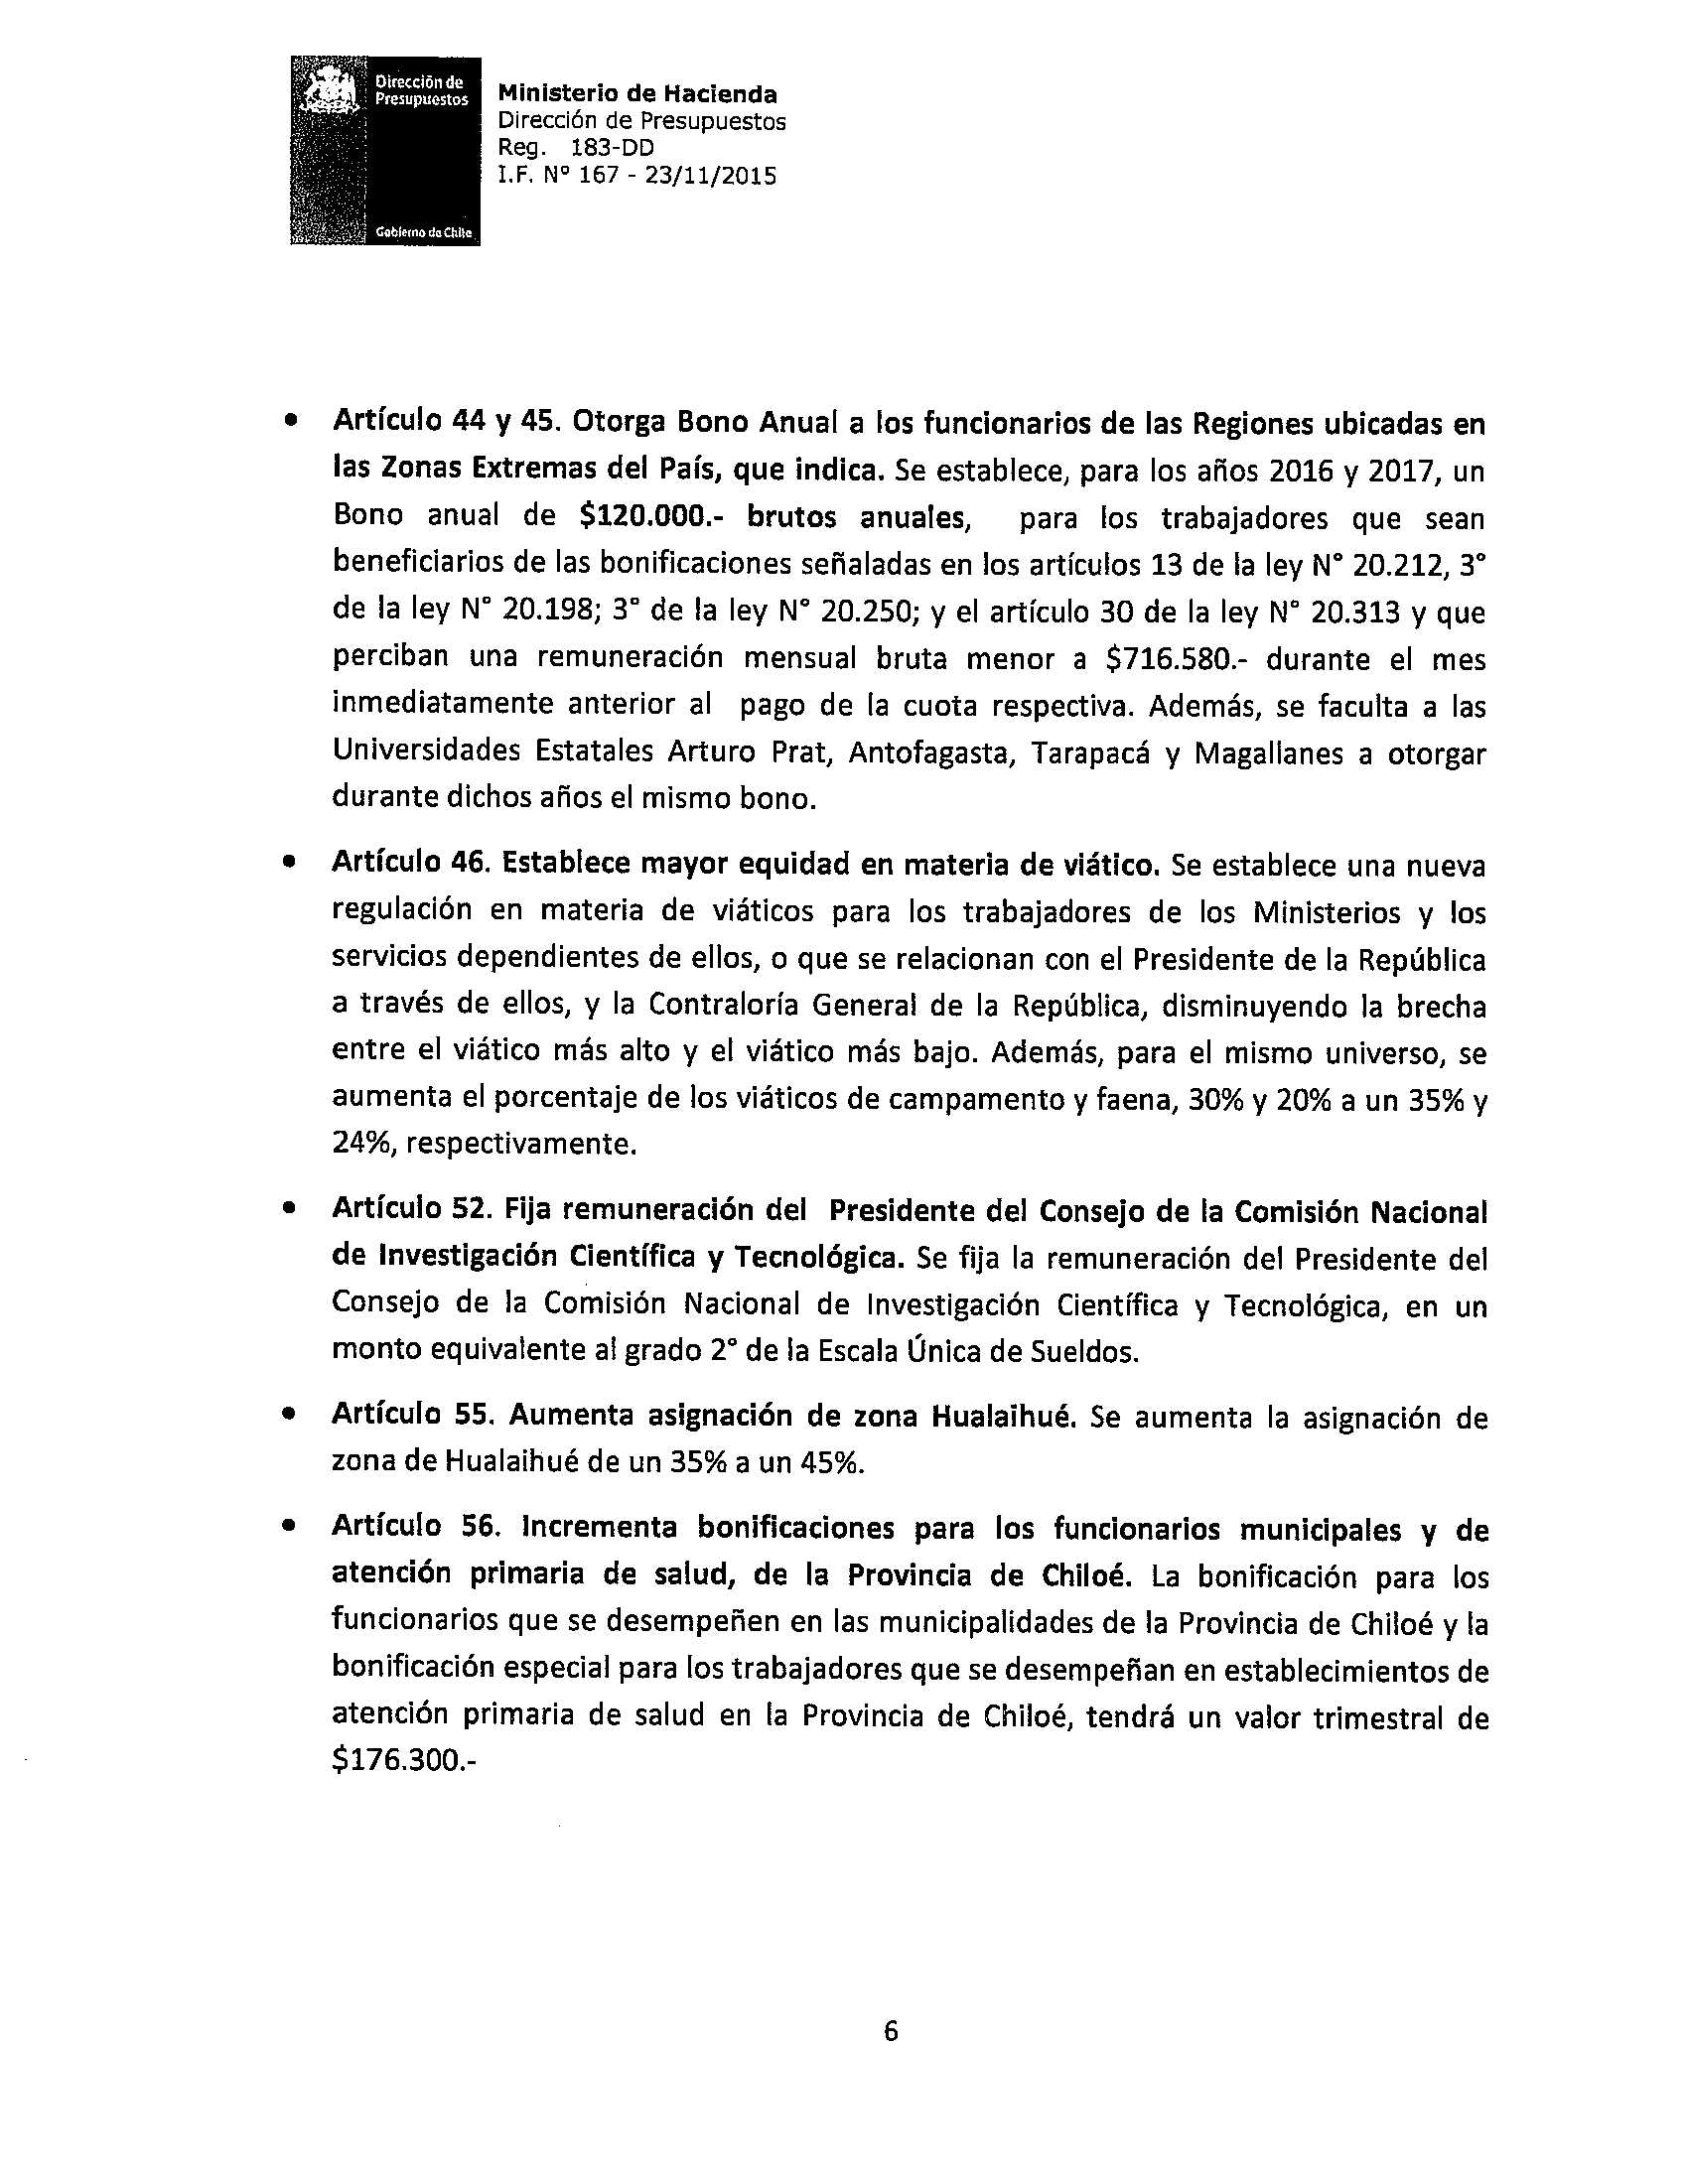 Dirección de
Presupuestos
Gobierno de Chile
Ministerio de Hacienda
Dirección de Presupuestos
Reg. 183-DD
I.F. N° 167 - 23/11/2015
• Artículo 44 y 45. Otorga Bono Anual a los funcionarios de las Regiones ubicadas en
las Zonas Extremas del País, que indica. Se establece, para los años 2016 y 2017, un
Bono anual de $120.000.- brutos anuales, para los trabajadores que sean
beneficiarios de las bonificaciones señaladas en los artículos 13 de la ley N° 20.212, 3°
de la ley N° 20.198; 3° de la ley N° 20.250; y el artículo 30 de la ley N° 20.313 y que
perciban una remuneración mensual bruta menor a $716.580.- durante el mes
inmediatamente anterior al pago de la cuota respectiva. Además, se faculta a las
Universidades Estatales Arturo Prat, Antofagasta, Tarapacá y Magallanes a otorgar
durante dichos años el mismo bono.
• Artículo 46. Establece mayor equidad en materia de viático. Se establece una nueva
regulación en materia de viáticos para los trabajadores de los Ministerios y los
servicios dependientes de ellos, o que se relacionan con el Presidente de la República
a través de ellos, y la Contraloría General de la República, disminuyendo la brecha
entre el viático más alto y el viático más bajo. Además, para el mismo universo, se
aumenta el porcentaje de los viáticos de campamento y faena, 30% y 20% a un 35% y
24%, respectivamente.
• Artículo 52. Fija remuneración del Presidente del Consejo de la Comisión Nacional
de Investigación Científica y Tecnológica. Se fija la remuneración del Presidente del
Consejo de la Comisión Nacional de Investigación Científica y Tecnológica, en un
monto equivalente al grado 2° de la Escala Única de Sueldos.
• Artículo 55. Aumenta asignación de zona Hualaihué. Se aumenta la asignación de
zona de Hualaihué de un 35% a un 45%.
• Artículo 56. Incrementa bonificaciones para los funcionarios municipales y de
atención primaria de salud, de la Provincia de Chiloé. La bonificación para los
funcionarios que se desempeñen en las municipalidades de la Provincia de Chiloé y la
bonificación especial para los trabajadores que se desempeñan en establecimientos de
atención primaria de salud en la Provincia de Chiloé, tendrá un valor trimestral de
$176.300.-
6